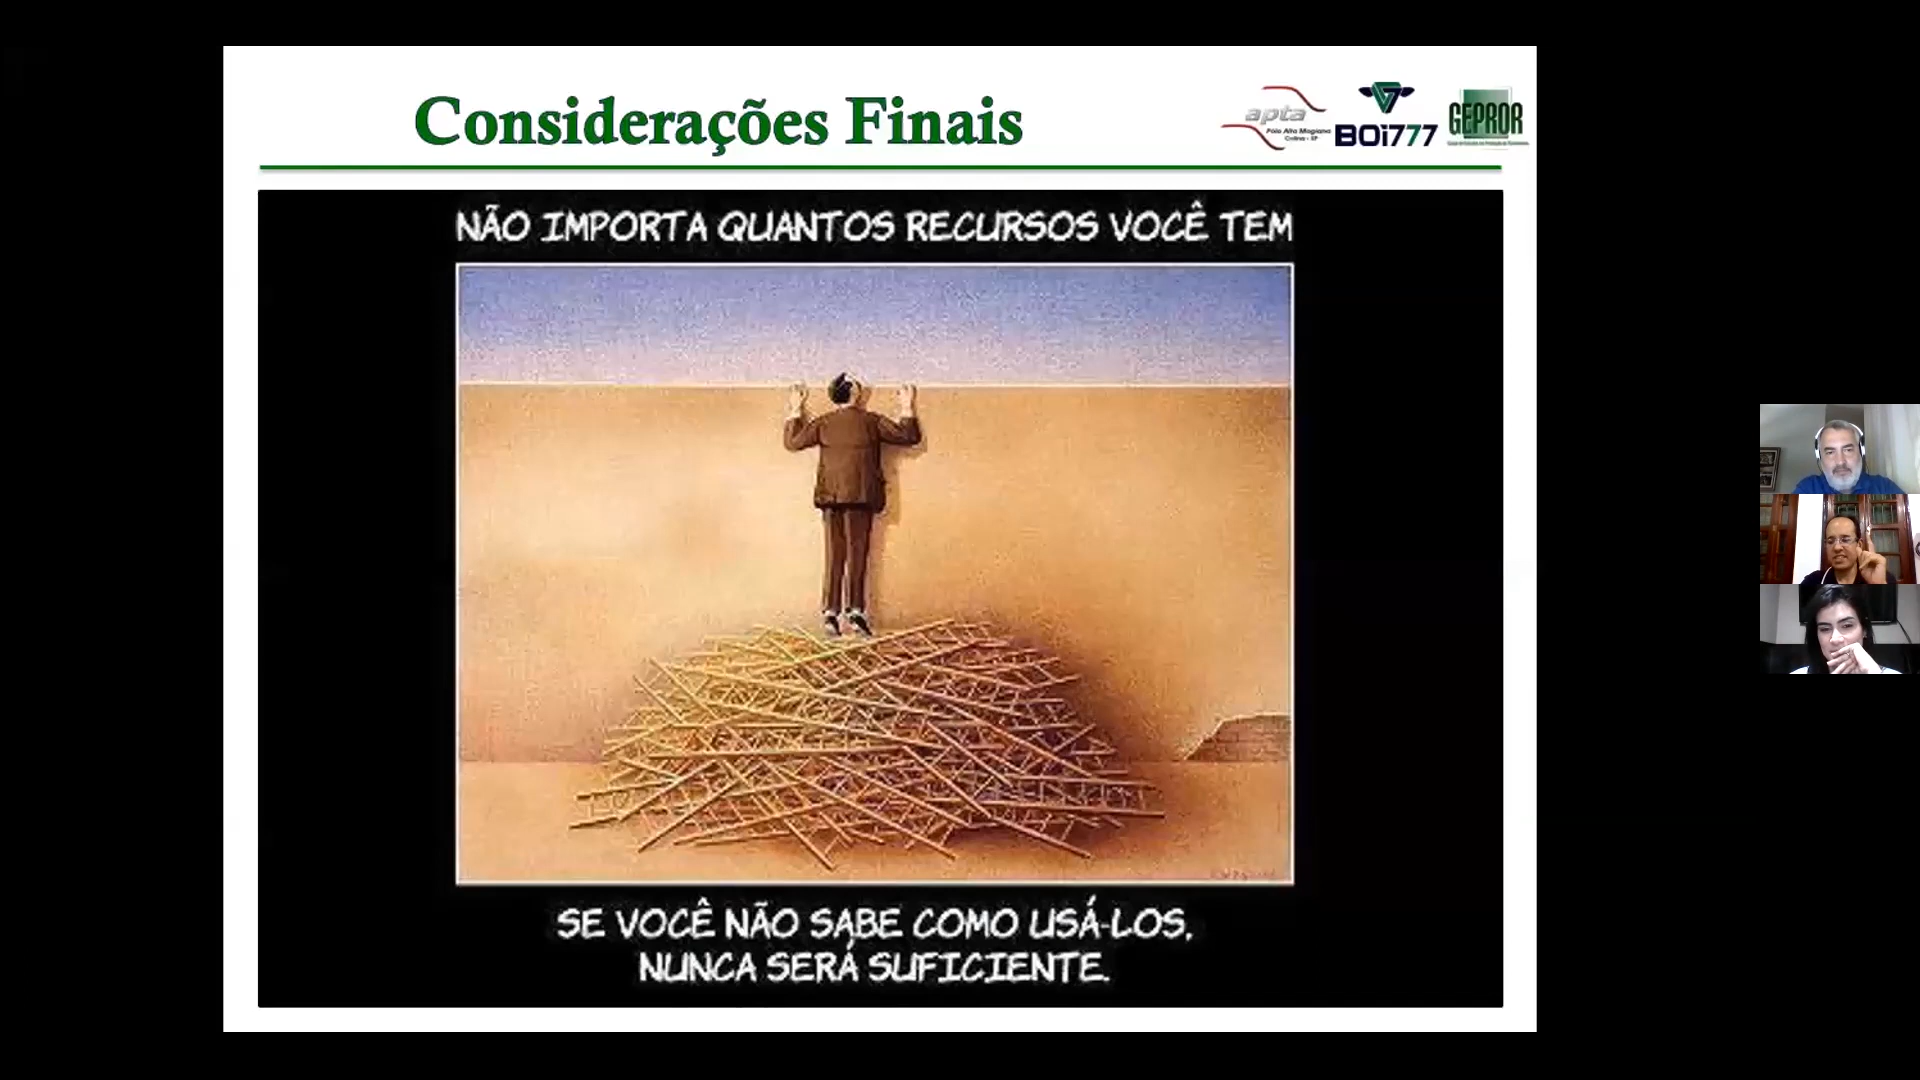 Considerações Finais
apta
Pólo Alta Mogiana
Colina - SP
BOi777
GEPROR
NÃO IMPORTA QUANTOS RECURSOS VOCÊ TEM
SE VOCÊ NÃO SABE COMO USÁ-LOS,
NUNCA SERÁ SUFICIENTE.